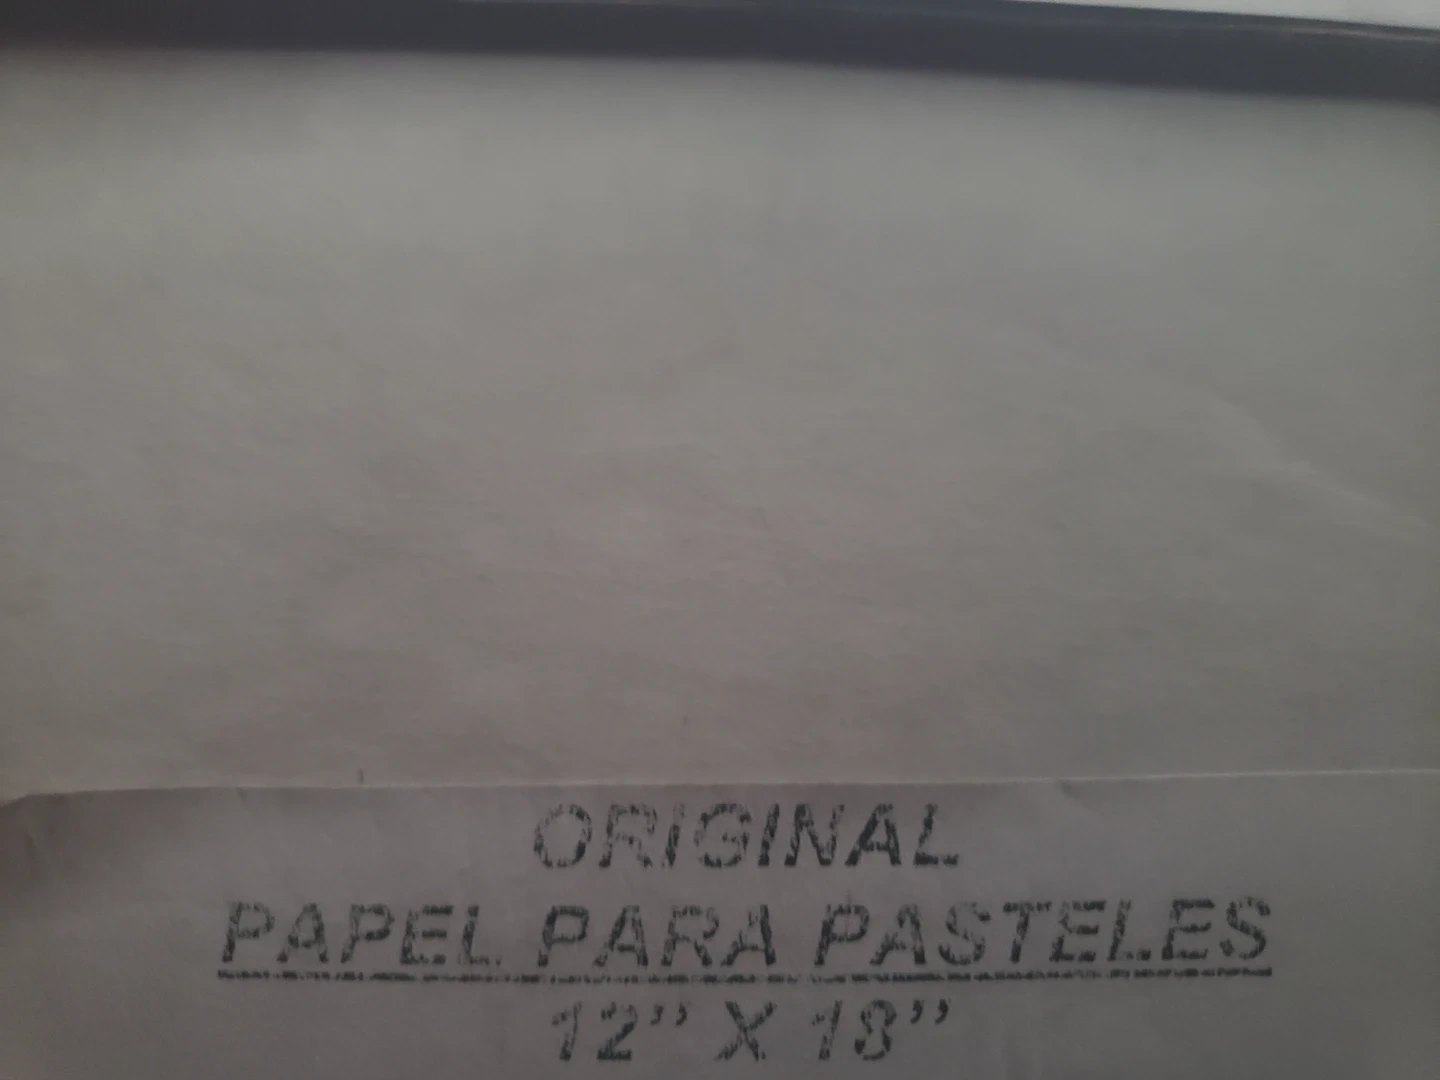 ORIGINAL
PAPEL PARA PASTELES
12” X 18”